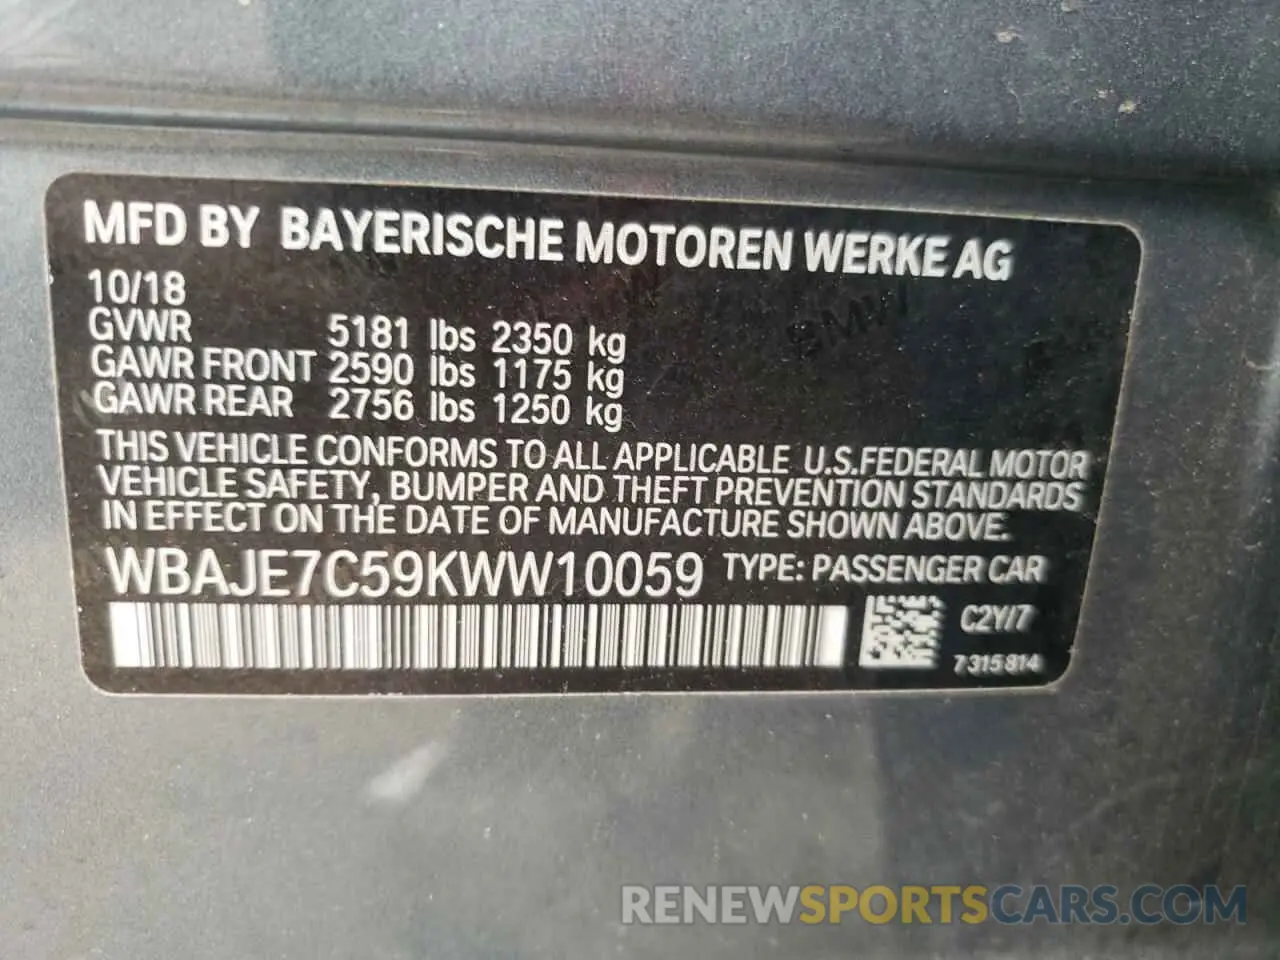 MFD BY BAYERISCHE MOTOREN WERKE AG
10/18
GVWR 5181 lbs 2350 kg
GAWR FRONT 2590 lbs 1175 kg
GAWR REAR 2756 lbs 1250 kg
THIS VEHICLE CONFORMS TO ALL APPLICABLE U.S.FEDERAL MOTOR
VEHICLE SAFETY, BUMPER AND THEFT PREVENTION STANDARDS
IN EFFECT ON THE DATE OF MANUFACTURE SHOWN ABOVE.
WBAJE7C59KWW10059 TYPE: PASSENGER CAR
C2Y/7
7315814
BMW
RENEWSPORTSCARS.COM